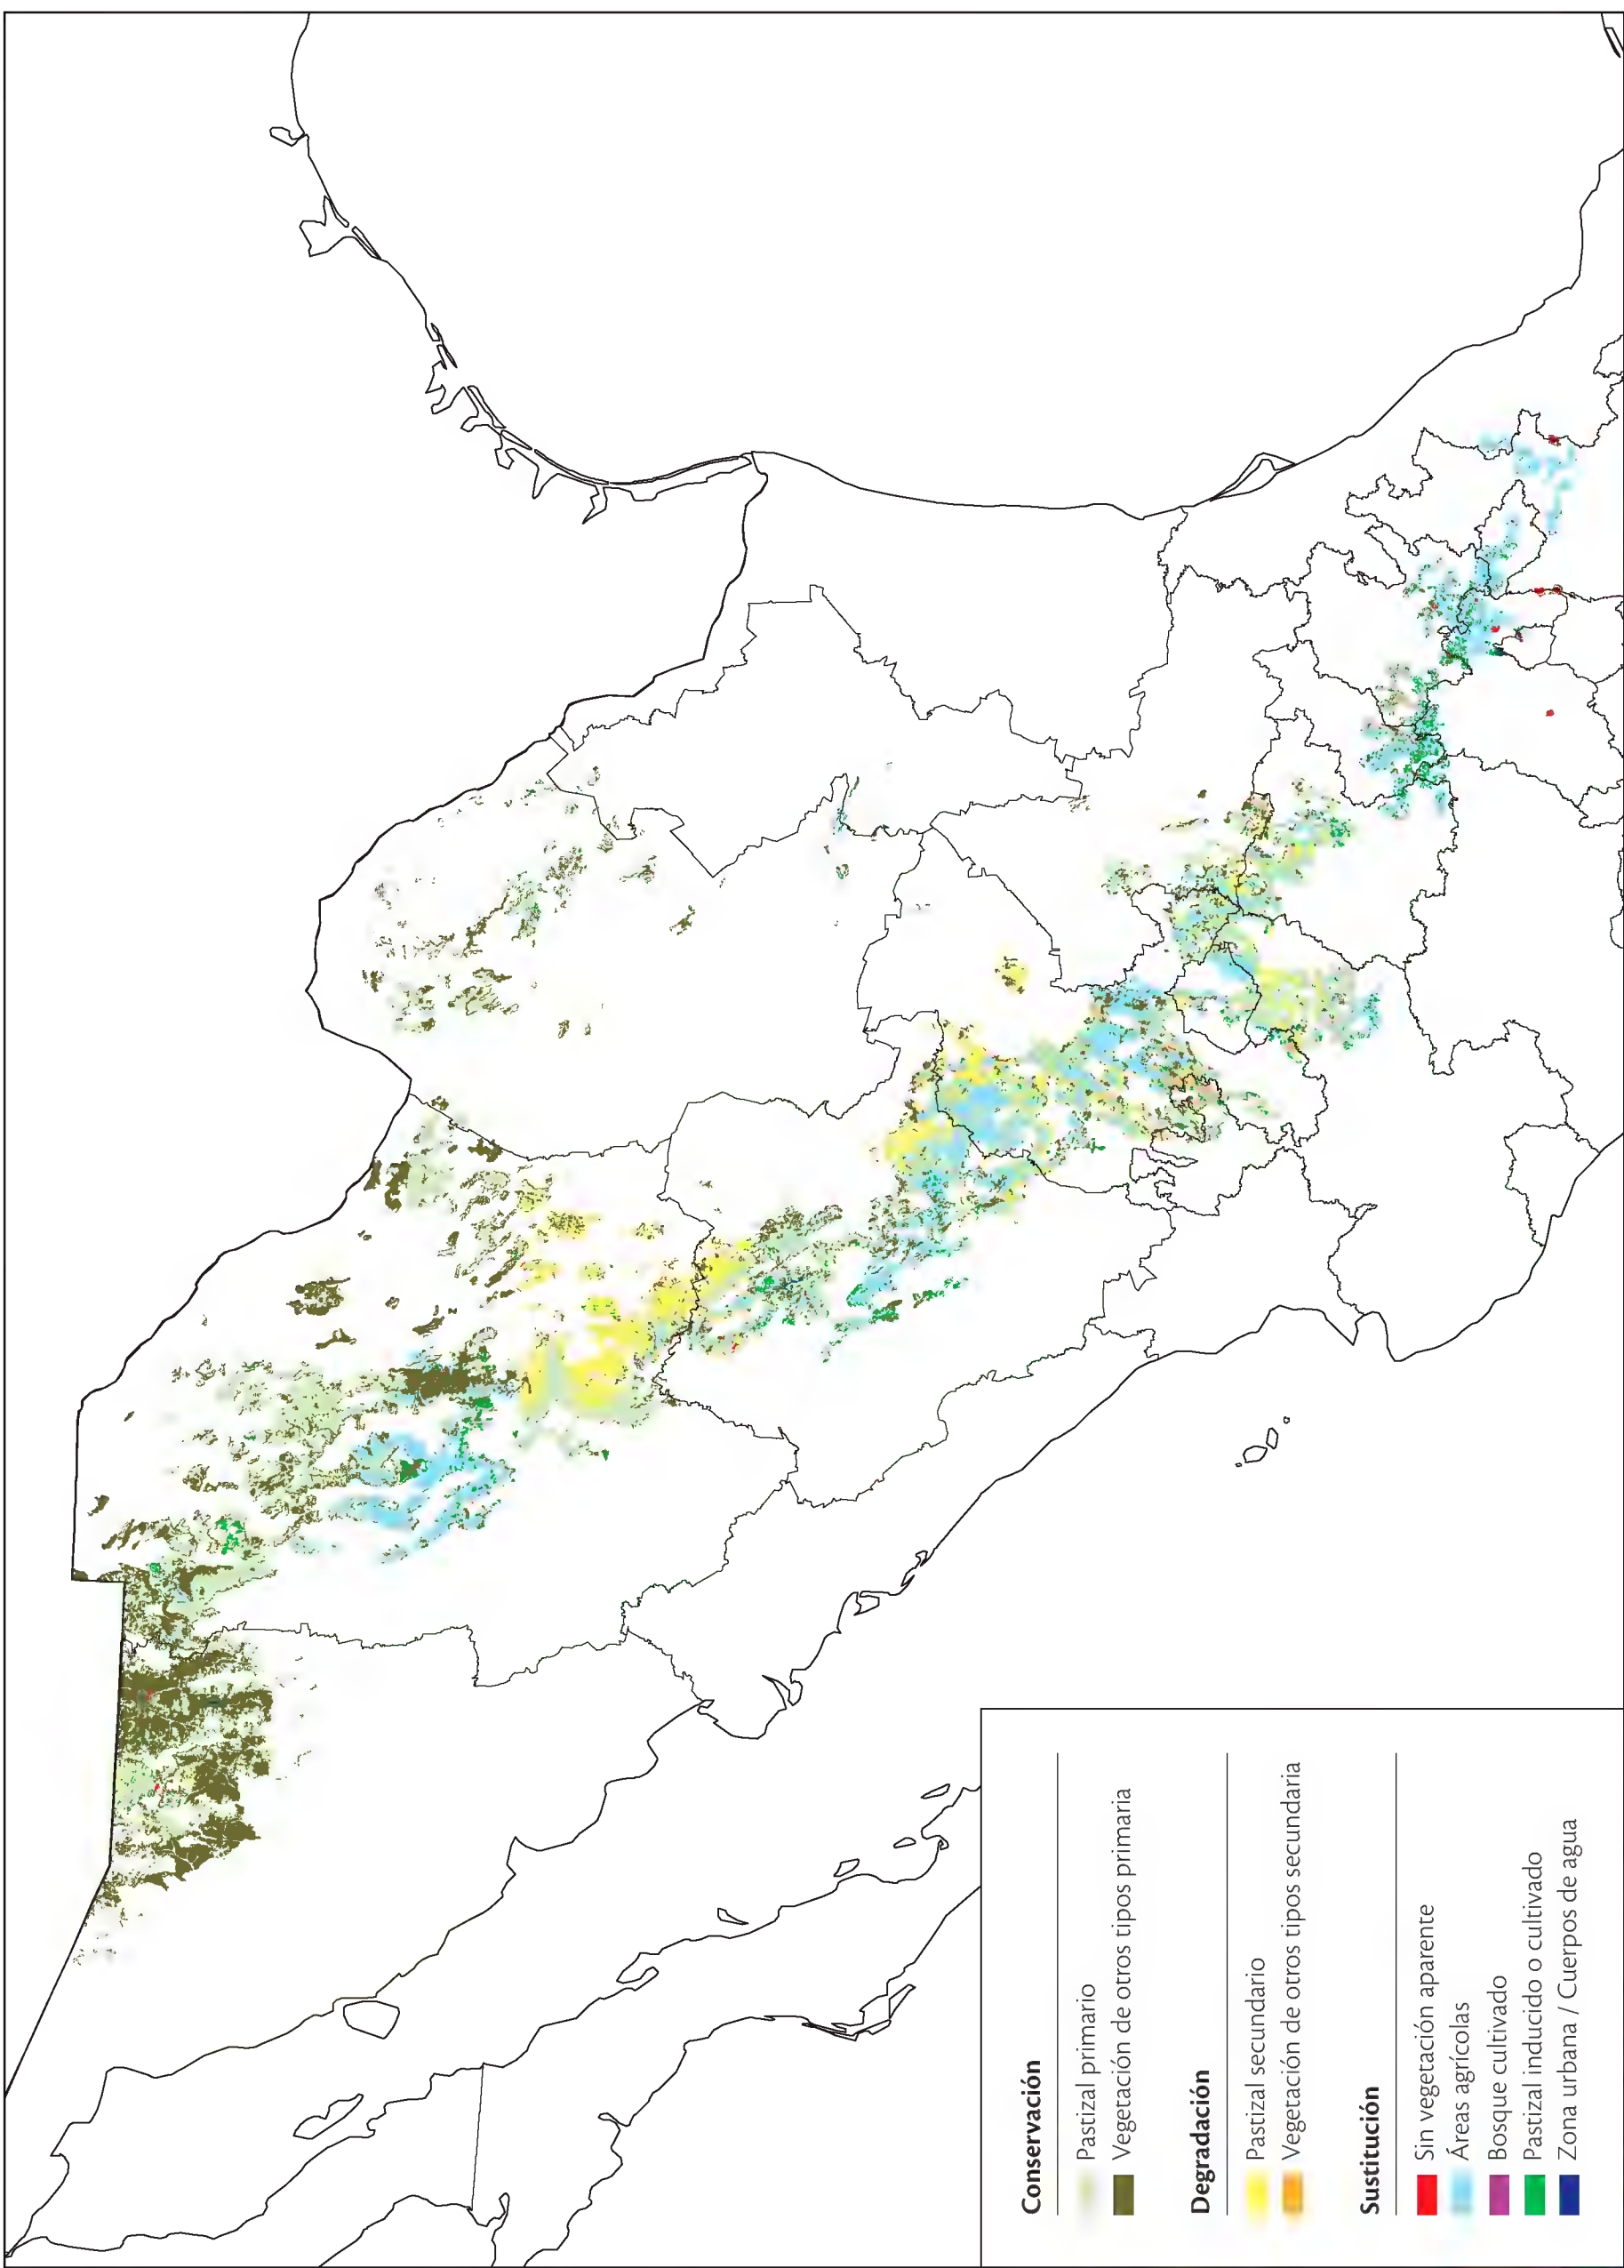 Conservación
Pastizal primario
Vegetación de otros tipos primaria
Degradación
Pastizal secundario
Vegetación de otros tipos secundaria
Sustitución
Sin vegetación aparente
Áreas agrícolas
Bosque cultivado
Pastizal inducido o cultivado
Zona urbana / Cuerpos de agua